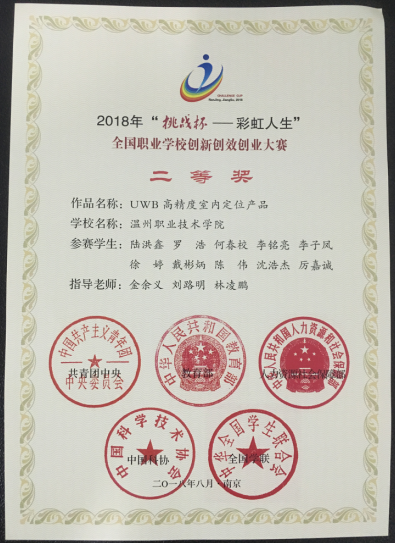 CHALLENGE CUP
Nanjing, Jiangsu, 2018
2018年“挑战杯——彩虹人生”
全国职业学校创新创效创业大赛
二等奖
作品名称：UWB高精度室内定位产品
学校名称：温州职业技术学院
参赛学生：陆洪鑫 罗 浩 何春校 李铭亮 李子凤
徐 婷 戴彬炳 陈 伟 沈浩杰 厉嘉诚
指导老师：金余义 刘路明 林凌鹏
中国共产主义青年团
中央委员会
共青团中央
中华人民共和国教育部
教育部
中华人民共和国人力资源和社会保障部
人力资源社会保障部
中国科学技术协会
中国科协
中华全国学生联合会
全国学联
二〇一八年八月·南京